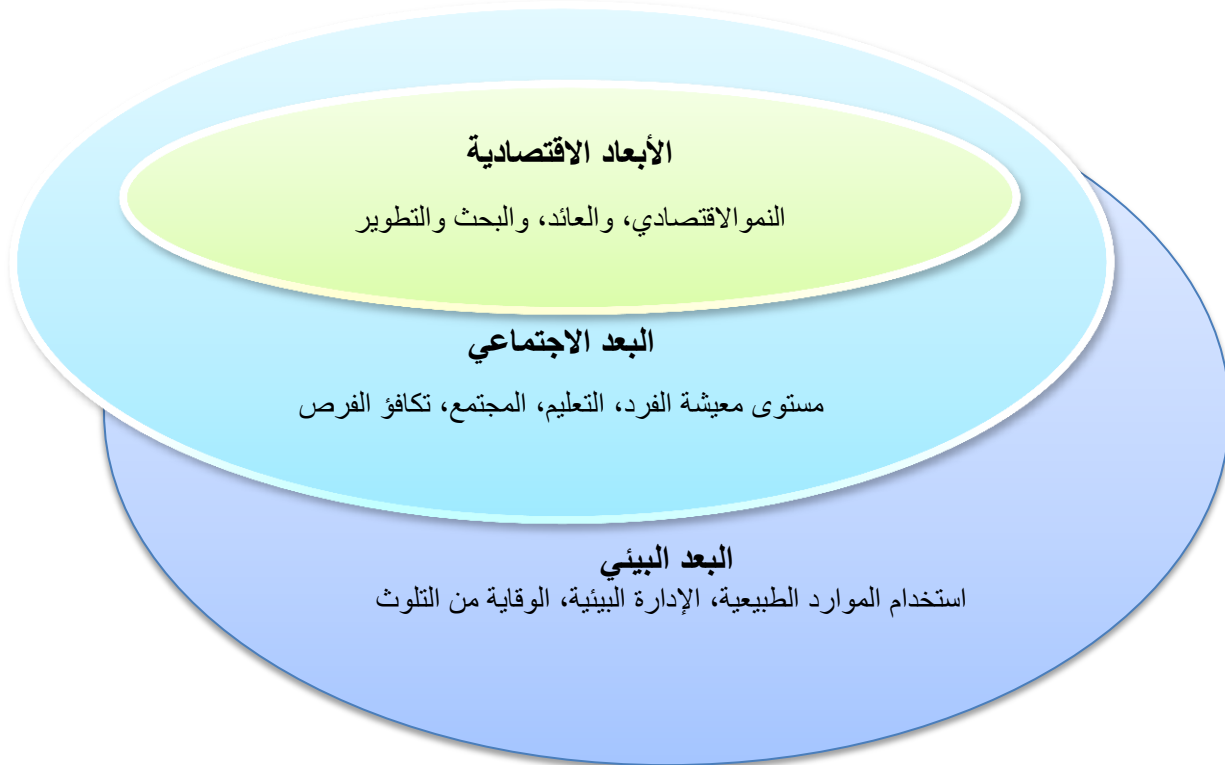 الأبعاد الاقتصادية
النموالاقتصادي، والعائد، والبحث والتطوير
البعد الاجتماعي
مستوى معيشة الفرد، التعليم، المجتمع، تكافؤ الفرص
البعد البيئي
استخدام الموارد الطبيعية، الإدارة البيئية، الوقاية من التلوث